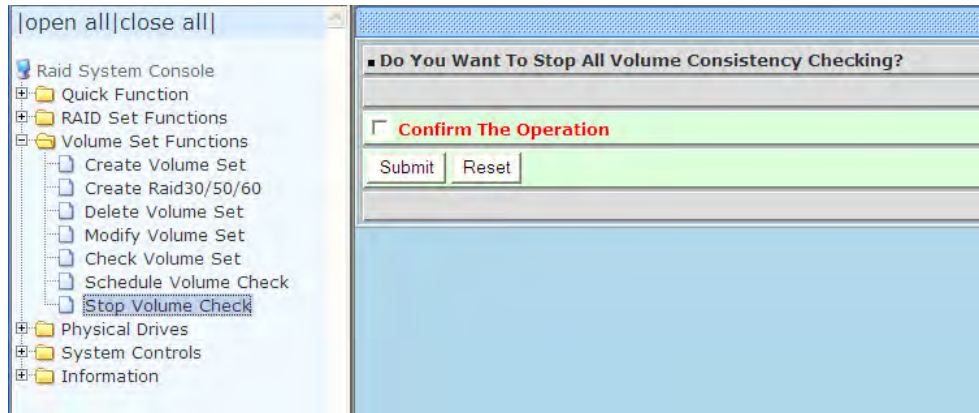 |open all|close all|
Raid System Console
Quick Function
RAID Set Functions
Volume Set Functions
Create Volume Set
Create Raid30/50/60
Delete Volume Set
Modify Volume Set
Check Volume Set
Schedule Volume Check
Stop Volume Check
Physical Drives
System Controls
Information
Do You Want To Stop All Volume Consistency Checking?
Confirm The Operation
Submit Reset